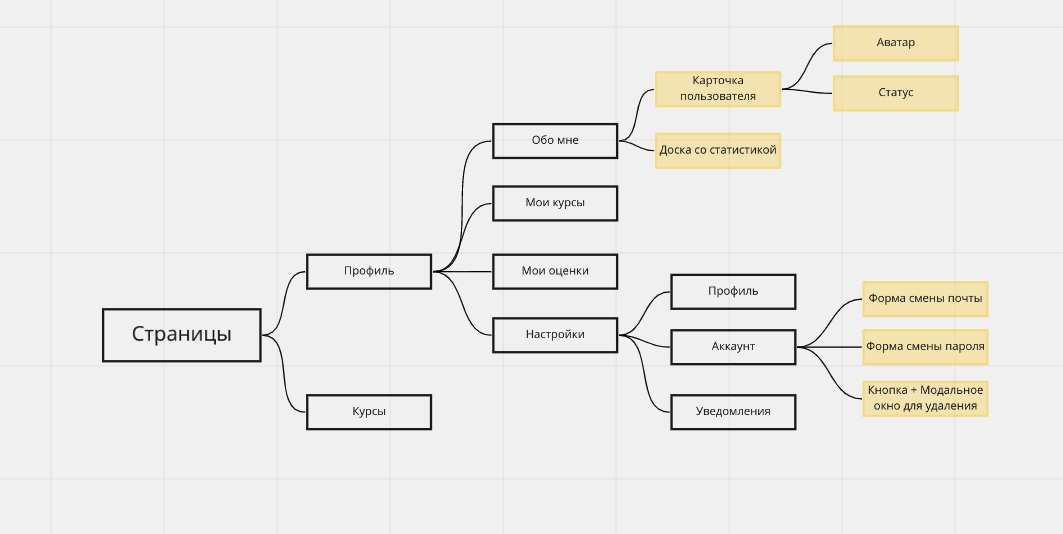 Аватар
Карточка
пользователя
Статус
Обо мне
Доска со статистикой
Мои курсы
Профиль
Мои оценки
Профиль
Форма смены почты
Страницы
Настройки
Аккаунт
Форма смены пароля
Курсы
Уведомления
Кнопка + Модальное
окно для удаления